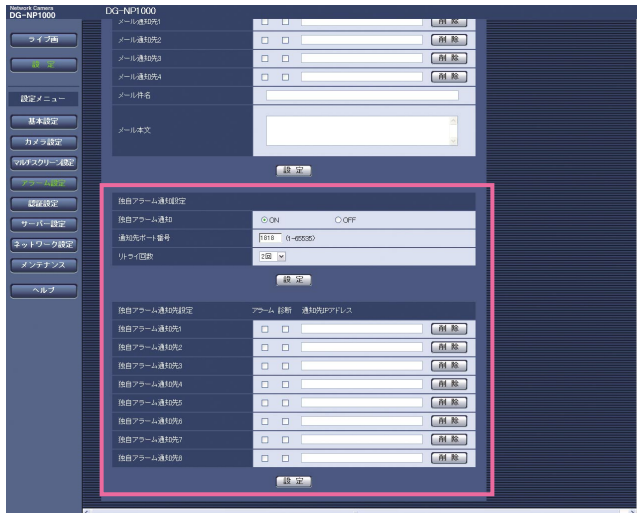 Network Camera
DG-NP1000
DG-NP1000
ライブ画
設 定
設定メニュー
基本設定
カメラ設定
マルチスクリーン設定
アラーム設定
認証設定
サーバー設定
ネットワーク設定
メンテナンス
ヘルプ
メール通知先1 削 除
メール通知先2 削 除
メール通知先3 削 除
メール通知先4 削 除
メール件名
メール本文
設 定
独自アラーム通知設定
独自アラーム通知 ON OFF
通知先ポート番号 1818 (1-65535)
リトライ回数 2回
設 定
独自アラーム通知先設定 アラーム 診断 通知先IPアドレス
独自アラーム通知先1 削 除
独自アラーム通知先2 削 除
独自アラーム通知先3 削 除
独自アラーム通知先4 削 除
独自アラーム通知先5 削 除
独自アラーム通知先6 削 除
独自アラーム通知先7 削 除
独自アラーム通知先8 削 除
設 定